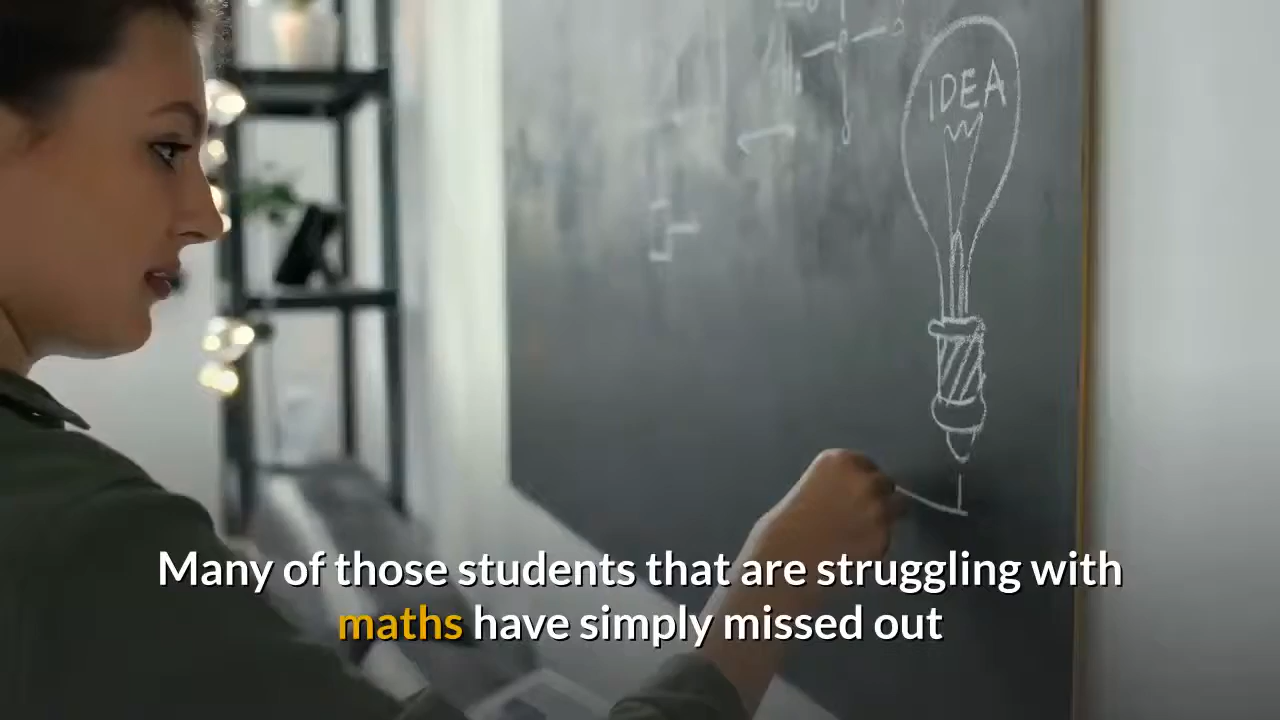 IDEA
Many of those students that are struggling with
maths have simply missed out